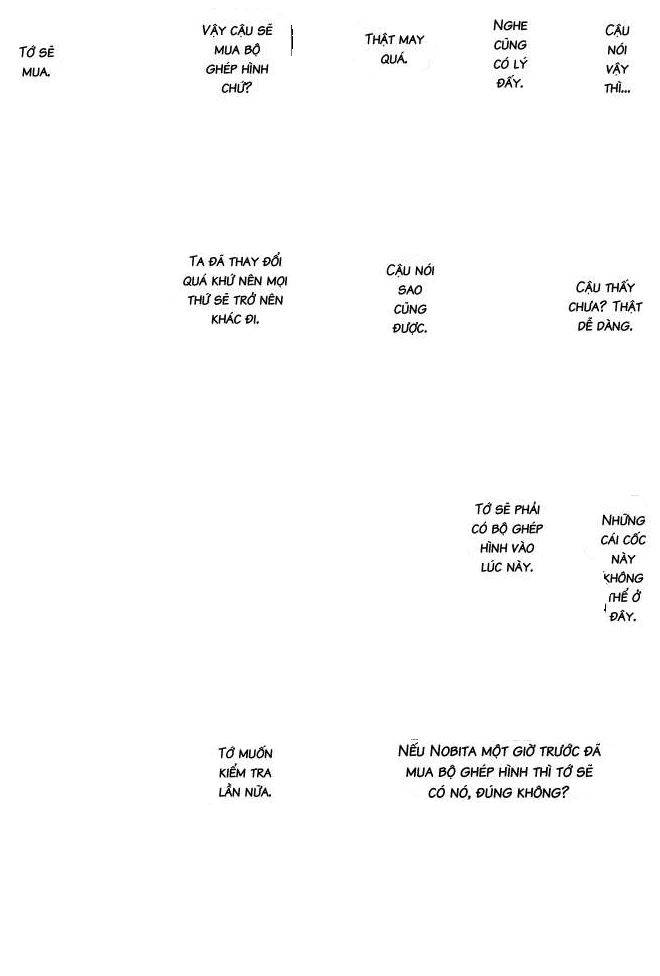 CẬU
NÓI
VẬY
THÌ...
NGHE
CŨNG
CÓ LÝ
ĐẤY.
THẬT MAY
QUÁ.
VẬY CẬU SẼ
MUA BỘ
GHÉP HÌNH
CHỨ?
TỚ SẼ
MUA.
CẬU THẤY
CHƯA? THẬT
DỄ DÀNG.
CẬU NÓI
SAO
CŨNG
ĐƯỢC.
TA ĐÃ THAY ĐỔI
QUÁ KHỨ NÊN MỌI
THỨ SẼ TRỞ NÊN
KHÁC ĐI.
NHỮNG
CÁI CỐC
NÀY
KHÔNG
THỂ Ở
ĐÂY.
TỚ SẼ PHẢI
CÓ BỘ GHÉP
HÌNH VÀO
LÚC NÀY.
NẾU NOBITA MỘT GIỜ TRƯỚC ĐÃ
MUA BỘ GHÉP HÌNH THÌ TỚ SẼ
CÓ NÓ, ĐÚNG KHÔNG?
TỚ MUỐN
KIỂM TRA
LẦN NỮA.